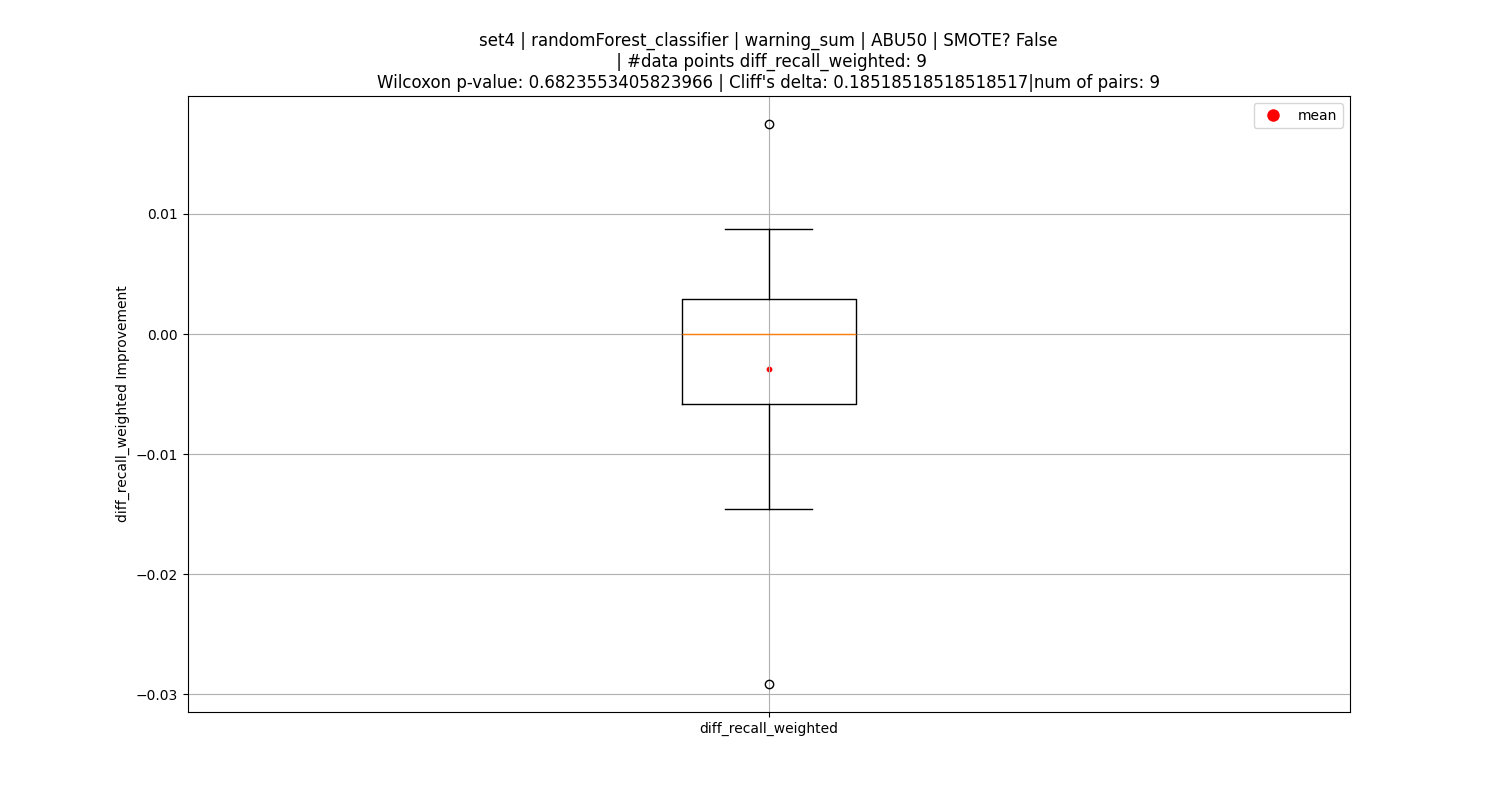 set4 | randomForest_classifier | warning_sum | ABU50 | SMOTE? False
| #data points diff_recall_weighted: 9
Wilcoxon p-value: 0.6823553405823966 | Cliff's delta: 0.18518518518518517|num of pairs: 9
mean
0.01
0.00
−0.01
−0.02
−0.03
diff_recall_weighted Improvement
diff_recall_weighted